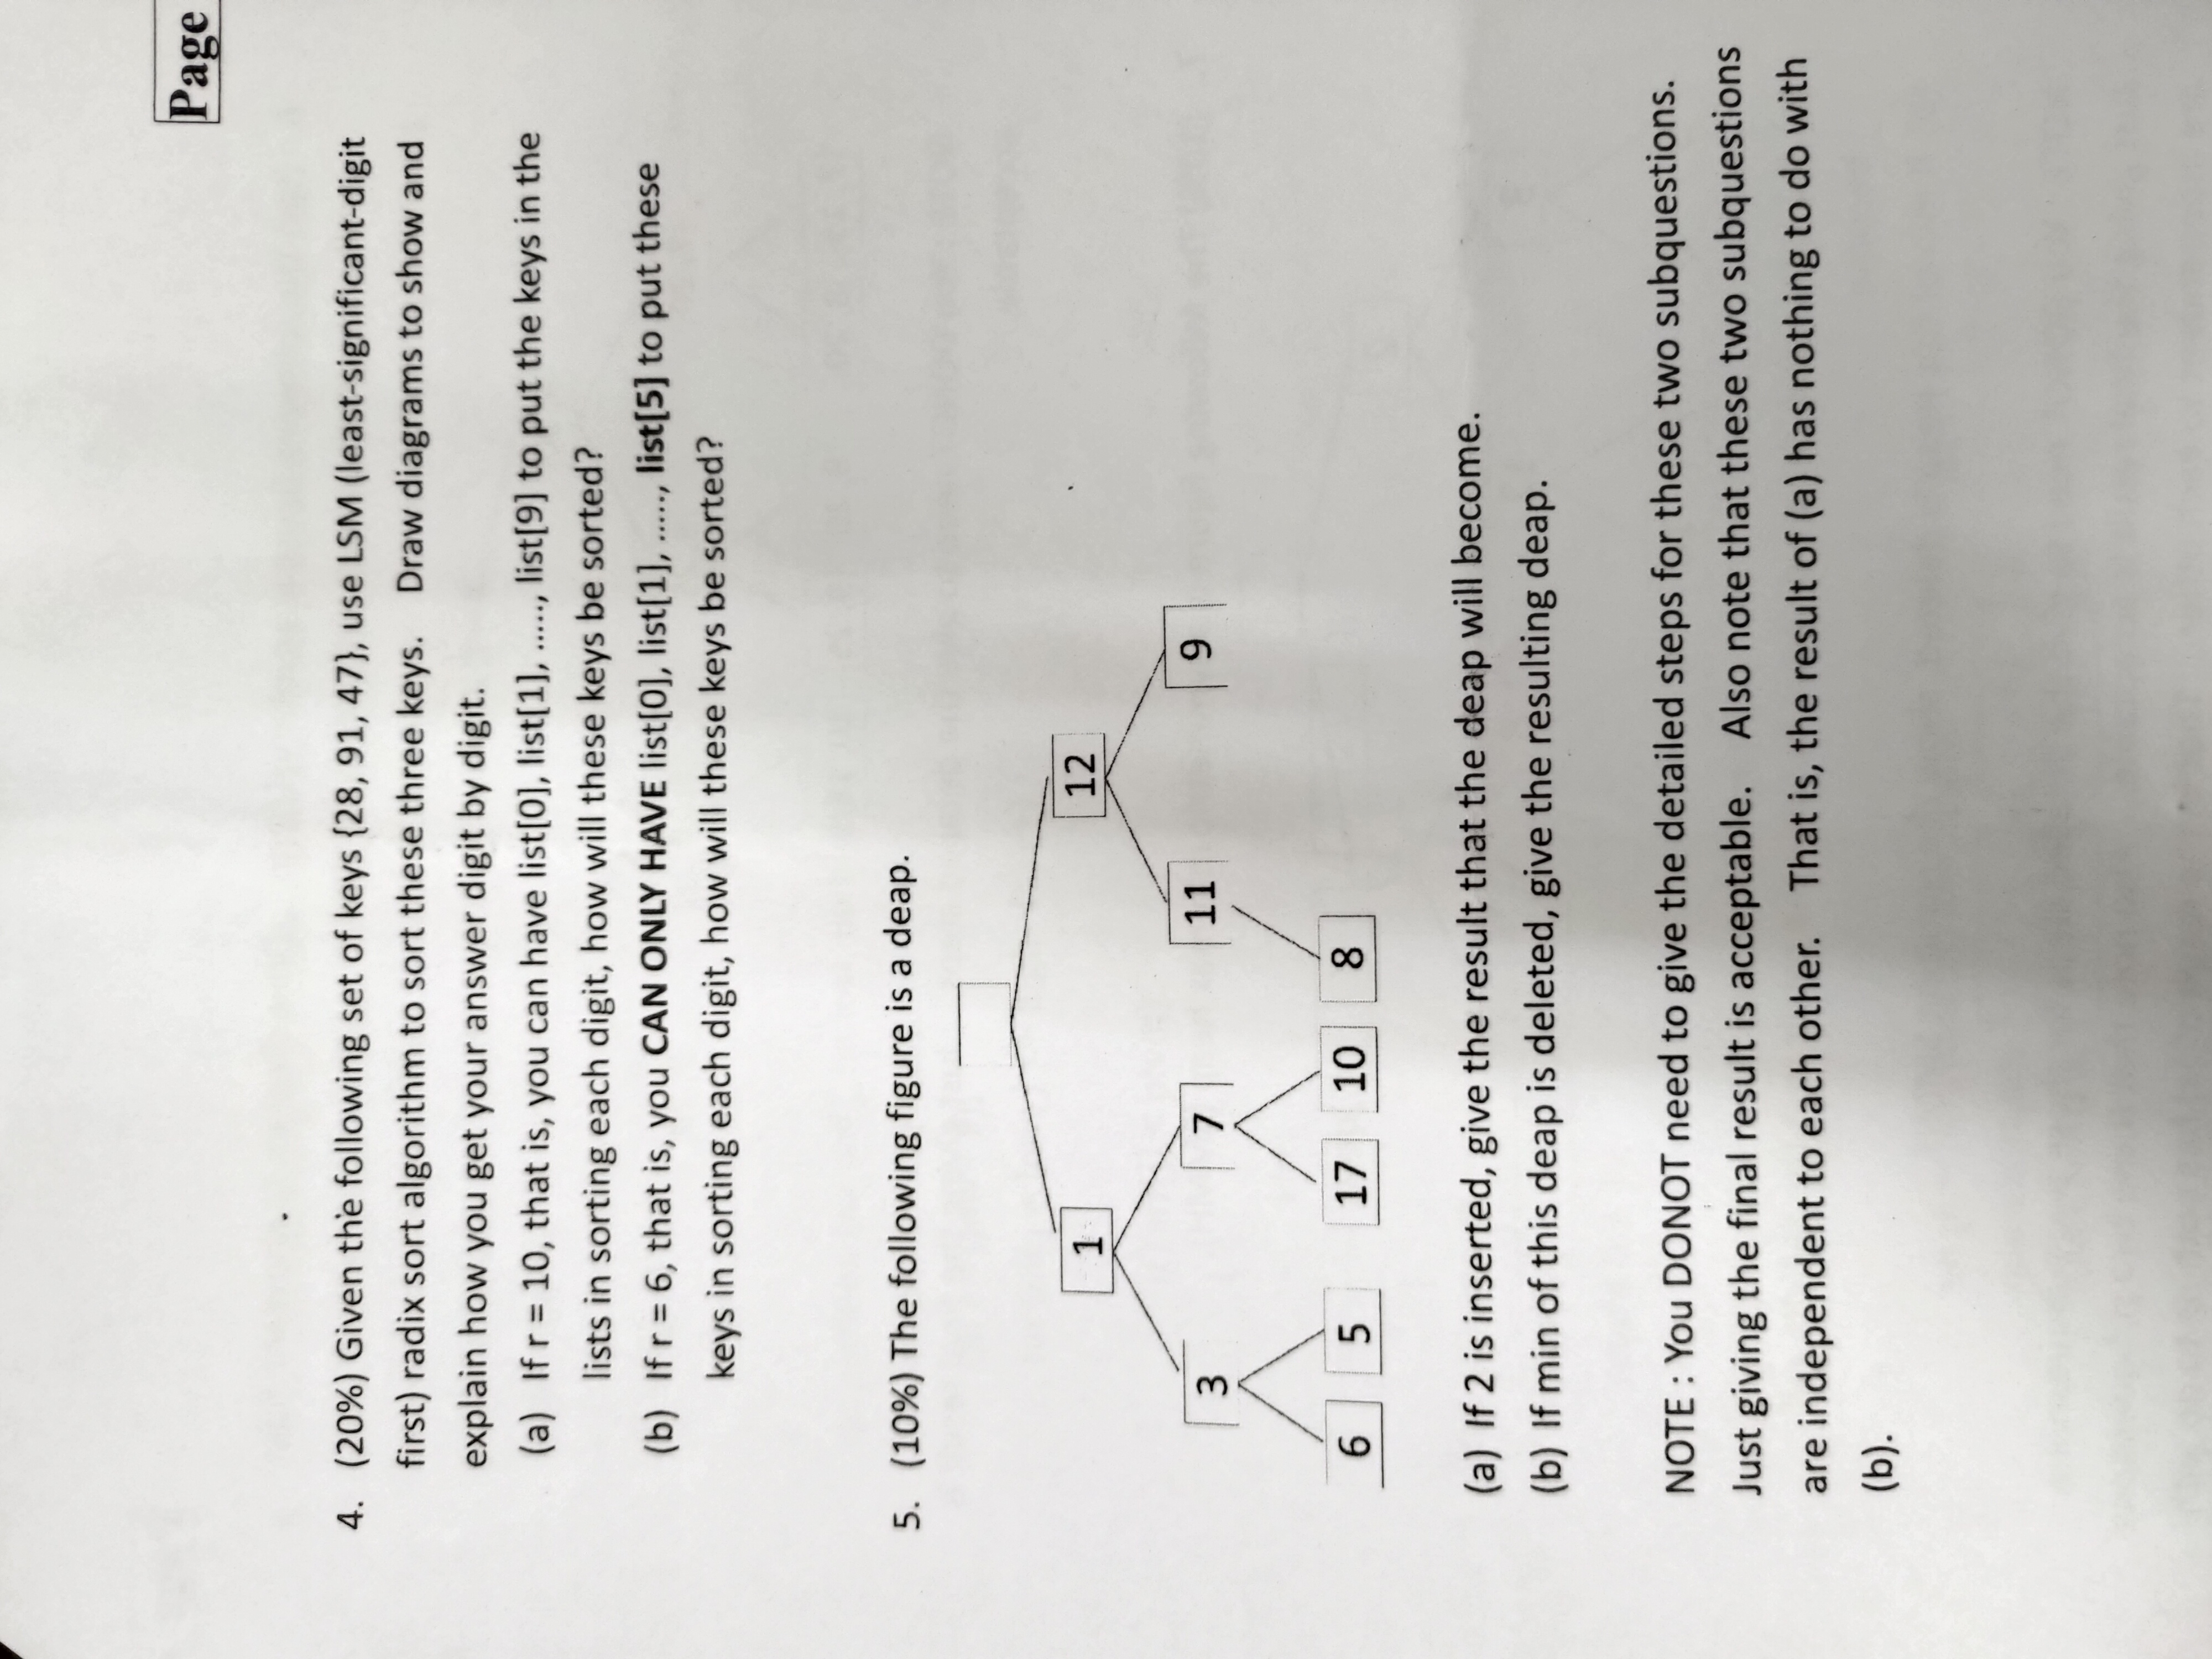 Page
4. (20%) Given the following set of keys {28, 91, 47}, use LSM (least-significant-digit
first) radix sort algorithm to sort these three keys. Draw diagrams to show and
explain how you get your answer digit by digit.
(a) If r = 10, that is, you can have list[0], list[1], ....., list[9] to put the keys in the
lists in sorting each digit, how will these keys be sorted?
(b) If r = 6, that is, you CAN ONLY HAVE list[0], list[1], ....., list[5] to put these
keys in sorting each digit, how will these keys be sorted?
5. (10%) The following figure is a deap.
1 12
3 7 11 9
6 5 17 10 8
(a) If 2 is inserted, give the result that the deap will become.
(b) If min of this deap is deleted, give the resulting deap.
NOTE : You DONOT need to give the detailed steps for these two subquestions.
Just giving the final result is acceptable. Also note that these two subquestions
are independent to each other. That is, the result of (a) has nothing to do with
(b).